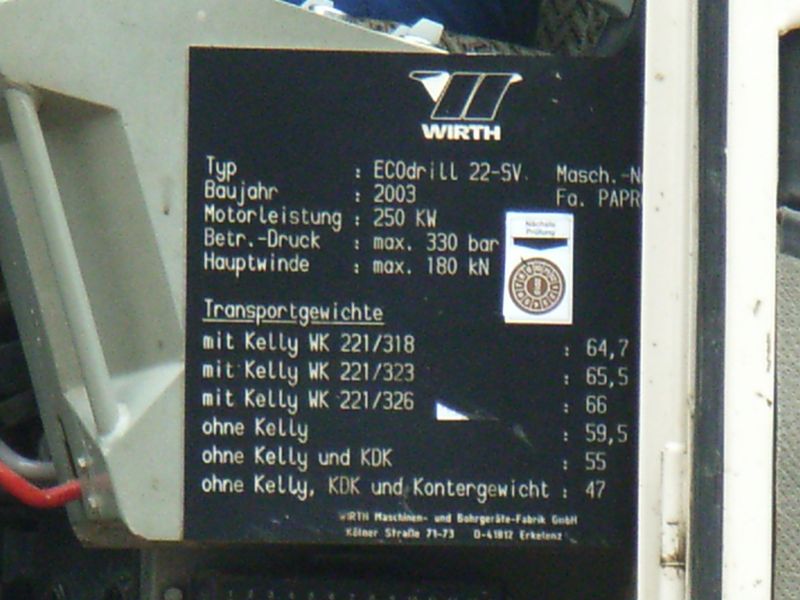 WIRTH
Typ : ECOdrill 22-SV Masch.-N
Baujahr : 2003 Fa. PAPR
Motorleistung : 250 KW
Betr.-Druck : max. 330 bar
Hauptwinde : max. 180 kN
Nächste
Prüfung
Transportgewichte
mit Kelly WK 221/318 : 64,7
mit Kelly WK 221/323 : 65,5
mit Kelly WK 221/326 : 66
ohne Kelly : 59,5
ohne Kelly und KDK : 55
ohne Kelly, KDK und Kontergewicht : 47
WIRTH Maschinen- und Bohrgeräte-Fabrik GmbH
Kölner Straße 71-73 D-41812 Erkelenz